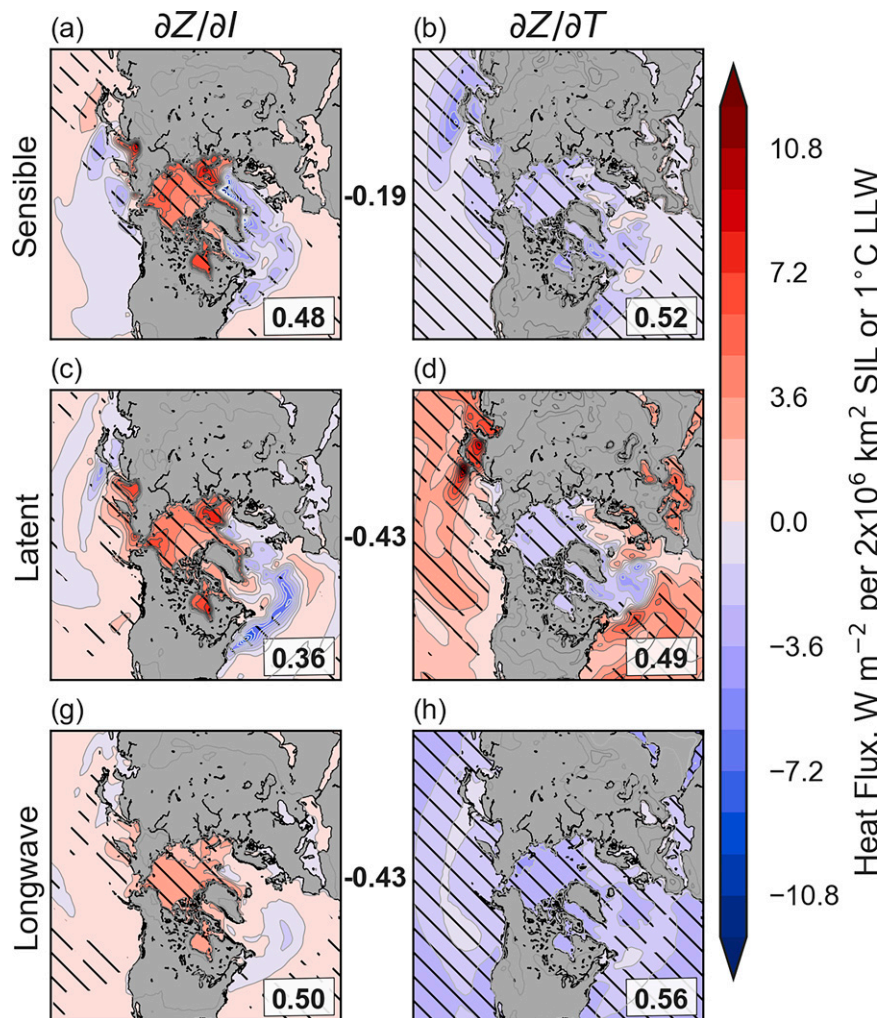 ∂Z/∂I
∂Z/∂T
(a)
(b)
Sensible
0.48
-0.19
0.52
(c)
(d)
Latent
0.36
-0.43
0.49
(g)
(h)
Longwave
0.50
-0.43
0.56
10.8
7.2
3.6
0.0
−3.6
−7.2
−10.8
Heat Flux, W m⁻² per 2x10⁶ km² SIL or 1°C LLW